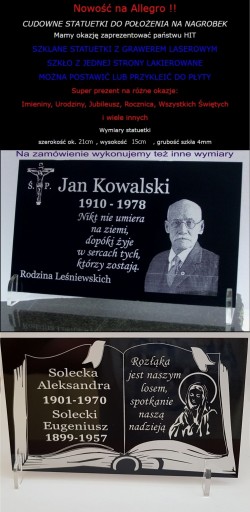 Nowość na Allegro !!
CUDOWNE STATUETKI DO POŁOŻENIA NA NAGROBEK
Mamy okazję zaprezentować państwu HIT
SZKLANE STATUETKI Z GRAWEREM LASEROWYM
SZKŁO Z JEDNEJ STRONY LAKIEROWANE
MOŻNA POSTAWIĆ LUB PRZYKLEIĆ DO PŁYTY
Super prezent na różne okazje:
Imieniny, Urodziny, Jubileusz, Rocznica, Wszystkich Świętych
i wiele innych
Wymiary statuetki
szerokość ok. 21cm , wysokość 15cm , grubość szkła 4mm
Na zamówienie wykonujemy też inne wymiary
Ś. P.
Jan Kowalski
1910 - 1978
Nikt nie umiera
na ziemi,
dopóki żyje
w sercach tych,
którzy zostają.
Rodzina Leśniewskich
Solecka
Aleksandra
1901-1970
Solecki
Eugeniusz
1899-1957
Rozłąka
jest naszym
losem,
spotkanie
naszą
nadzieją